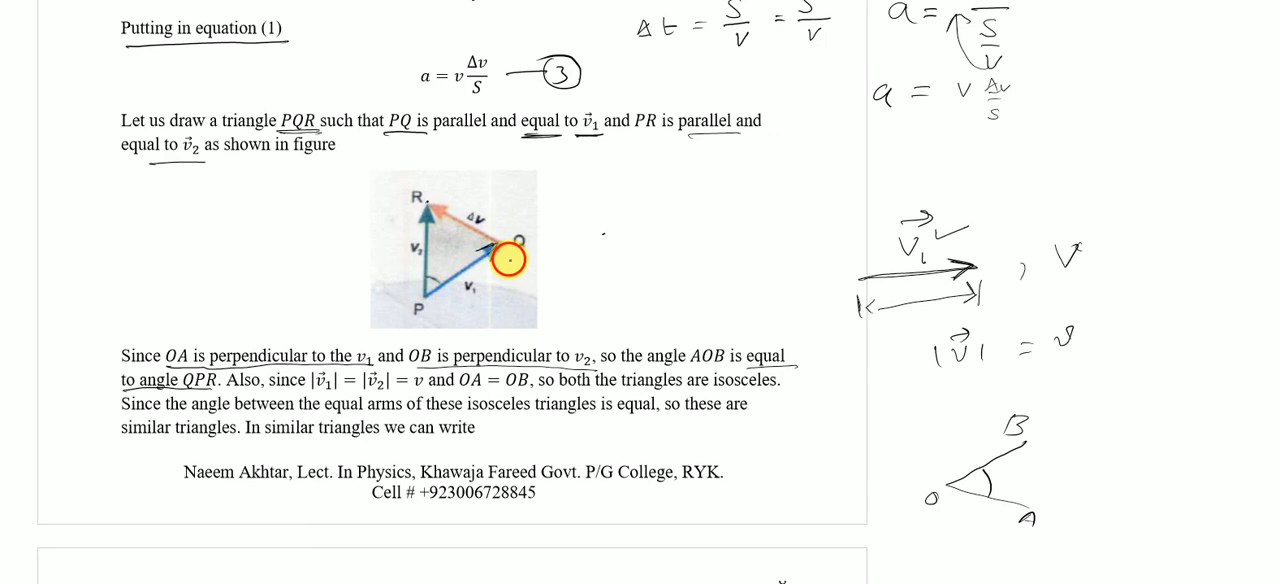 Putting in equation (1)
Δt = S/v = S/v
a = v Δv/S — 3
a = S/v
a = v Δv/S
Let us draw a triangle PQR such that PQ is parallel and equal to v⃗₁ and PR is parallel and
equal to v⃗₂ as shown in figure
R
Δv
Q
v₂
v₁
P
v⃗₁ , v
|v⃗| = v
Since OA is perpendicular to the v₁ and OB is perpendicular to v₂, so the angle AOB is equal
to angle QPR. Also, since |v⃗₁| = |v⃗₂| = v and OA = OB, so both the triangles are isosceles.
Since the angle between the equal arms of these isosceles triangles is equal, so these are
similar triangles. In similar triangles we can write
B
O
A
Naeem Akhtar, Lect. In Physics, Khawaja Fareed Govt. P/G College, RYK.
Cell # +923006728845